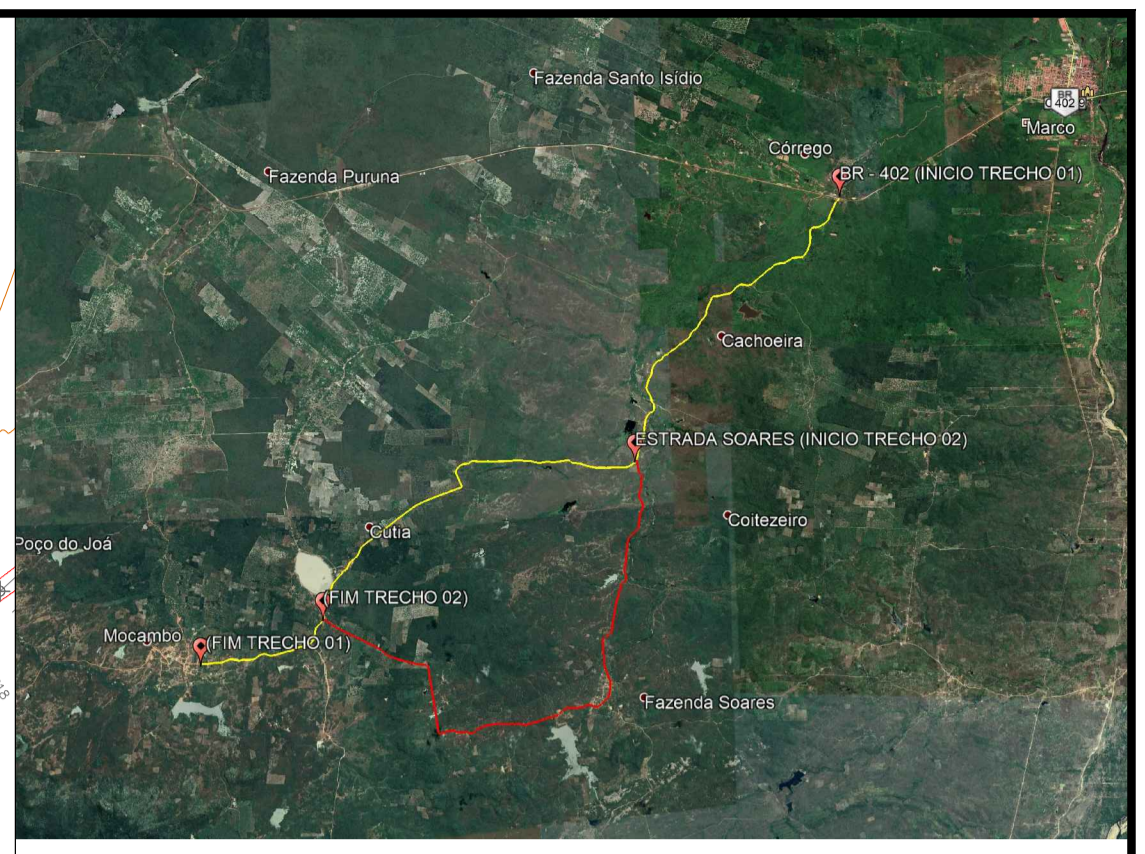 Fazenda Santo Isídio
BR
402
Marco
Córrego
Fazenda Puruna
BR - 402 (INICIO TRECHO 01)
Cachoeira
ESTRADA SOARES (INICIO TRECHO 02)
Coitezeiro
Cutia
Poço do Joá
(FIM TRECHO 02)
Mocambo
(FIM TRECHO 01)
Fazenda Soares